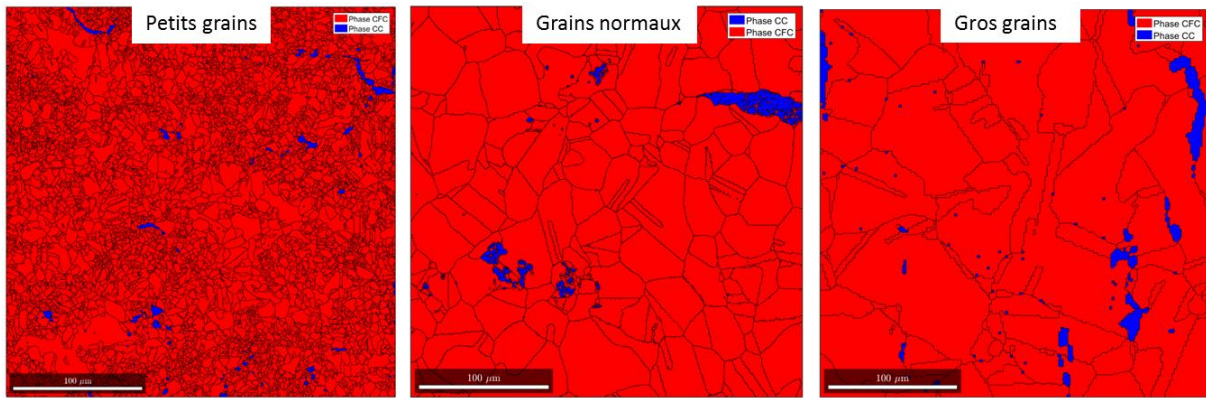 Petits grains
Phase CFC
Phase CC
100 μm
Grains normaux
Phase CC
Phase CFC
100 μm
Gros grains
Phase CFC
Phase CC
100 μm